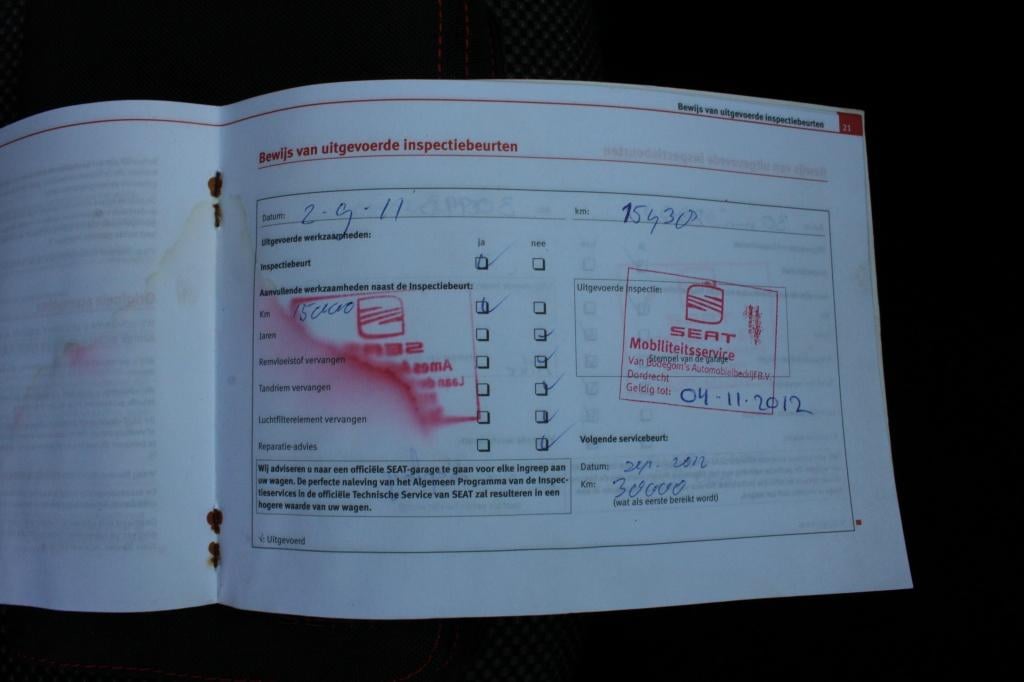 Bewijs van uitgevoerde inspectiebeurten
21
Bewijs van uitgevoerde inspectiebeurten
Datum: 2-9-11 km: 15430
Uitgevoerde werkzaamheden:
ja nee
Inspectiebeurt
Aanvullende werkzaamheden naast de Inspectiebeurt:
Km 15000
Jaren
Remvloeistof vervangen
Tandriem vervangen
Luchtfilterelement vervangen
Reparatie-advies
Uitgevoerde inspectie:
SEAT
Mobiliteitsservice
Stempel van de garage
Van Bodegom's Automobielbedrijf B.V.
Dordrecht
Geldig tot: 04-11-2012
Volgende servicebeurt:
Datum: sep. 2012
Km: 30000
(wat als eerste bereikt wordt)
Wij adviseren u naar een officiële SEAT-garage te gaan voor elke ingreep aan
uw wagen. De perfecte naleving van het Algemeen Programma van de Inspec-
tieservices in de officiële Technische Service van SEAT zal resulteren in een
hogere waarde van uw wagen.
√: Uitgevoerd